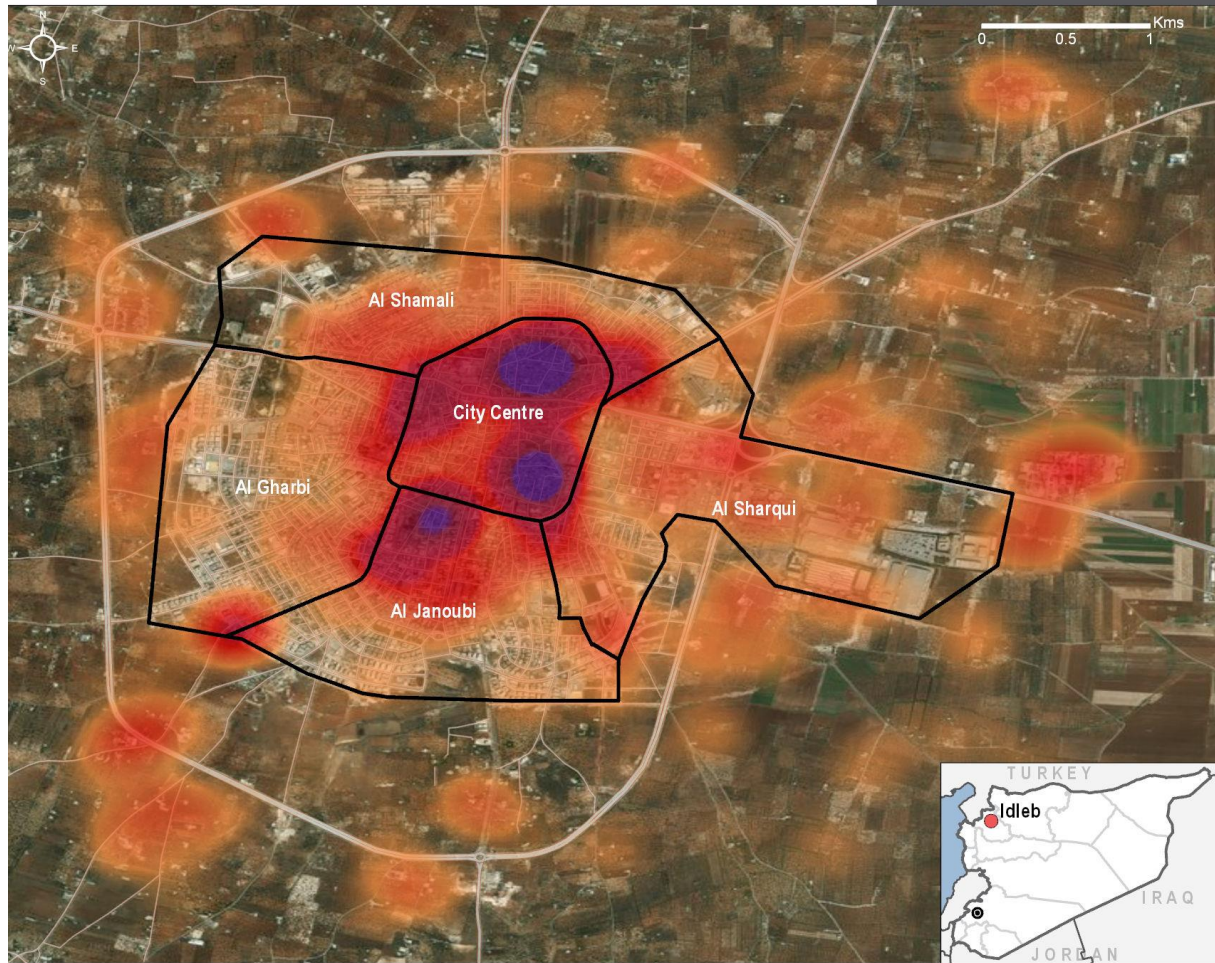 N
W
E
S
Kms
0 0.5 1
Al Shamali
City Centre
Al Gharbi
Al Sharqui
Al Janoubi
TURKEY
Idleb
IRAQ
JORDAN